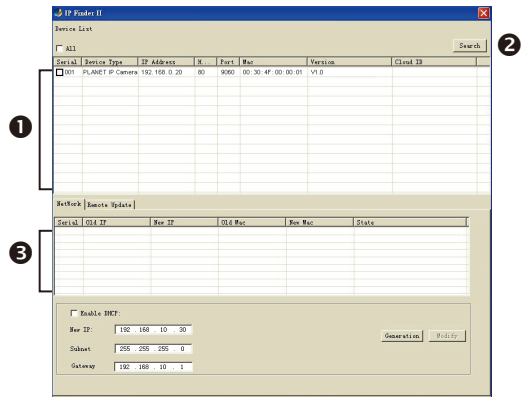 IP Finder II
Device List
All
Search
Serial Device Type IP Address H... Port Mac Version Cloud ID
001 PLANET IP Camera 192.168.0.20 80 9060 00:30:4F:00:00:01 V1.0
1
2
NetWork Remote Update
Serial Old IP New IP Old Mac New Mac State
3
Enable DHCP:
New IP: 192 . 168 . 10 . 30
Generation Modify
Subnet 255 . 255 . 255 . 0
Gateway 192 . 168 . 10 . 1